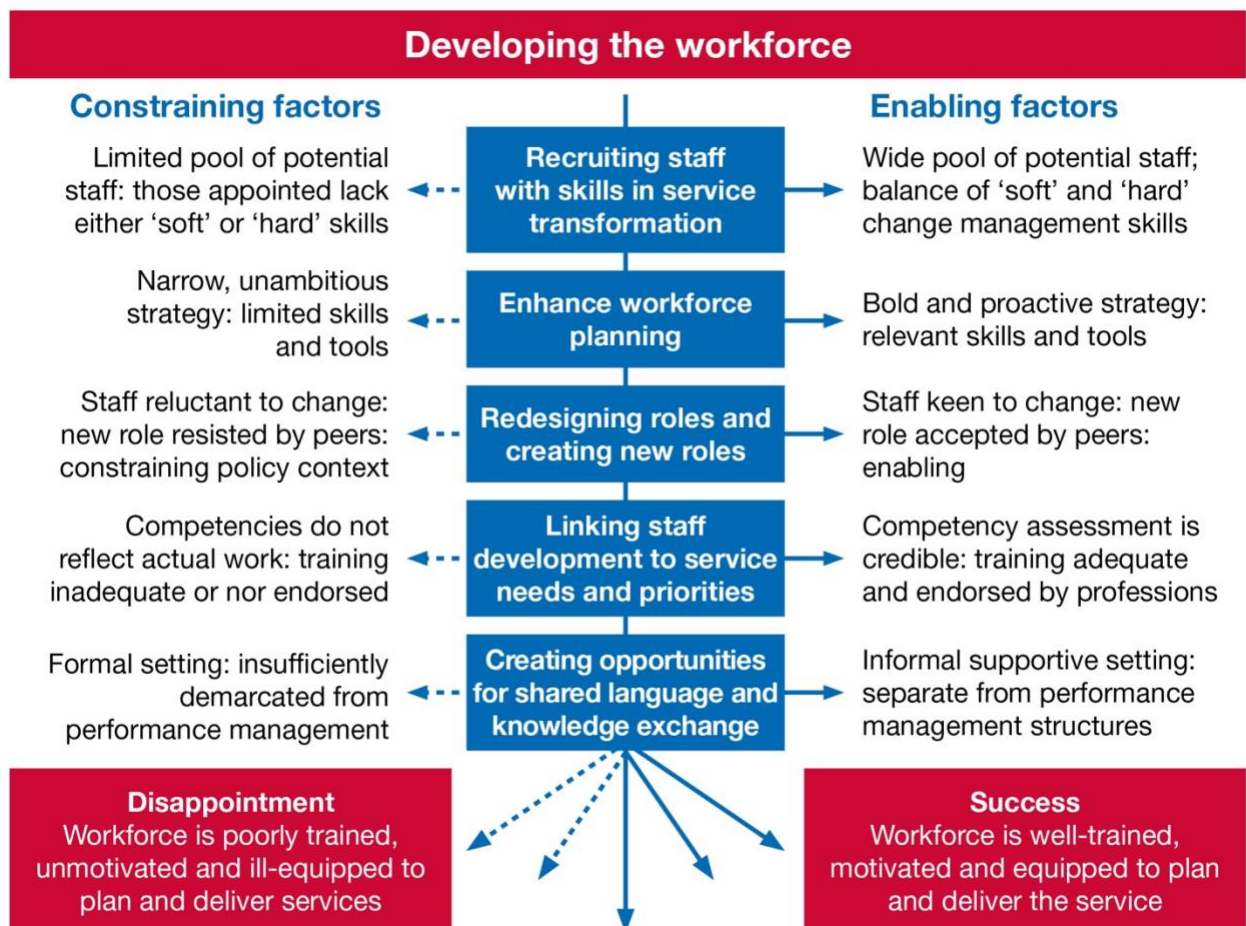 Developing the workforce
Constraining factors
Enabling factors
Limited pool of potential
staff: those appointed lack
either ‘soft’ or ‘hard’ skills
Recruiting staff
with skills in service
transformation
Wide pool of potential staff;
balance of ‘soft’ and ‘hard’
change management skills
Narrow, unambitious
strategy: limited skills
and tools
Enhance workforce
planning
Bold and proactive strategy:
relevant skills and tools
Staff reluctant to change:
new role resisted by peers:
constraining policy context
Redesigning roles and
creating new roles
Staff keen to change: new
role accepted by peers:
enabling
Competencies do not
reflect actual work: training
inadequate or nor endorsed
Linking staff
development to service
needs and priorities
Competency assessment is
credible: training adequate
and endorsed by professions
Formal setting: insufficiently
demarcated from
performance management
Creating opportunities
for shared language and
knowledge exchange
Informal supportive setting:
separate from performance
management structures
Disappointment
Workforce is poorly trained,
unmotivated and ill-equipped to
plan and deliver services
Success
Workforce is well-trained,
motivated and equipped to plan
and deliver the service